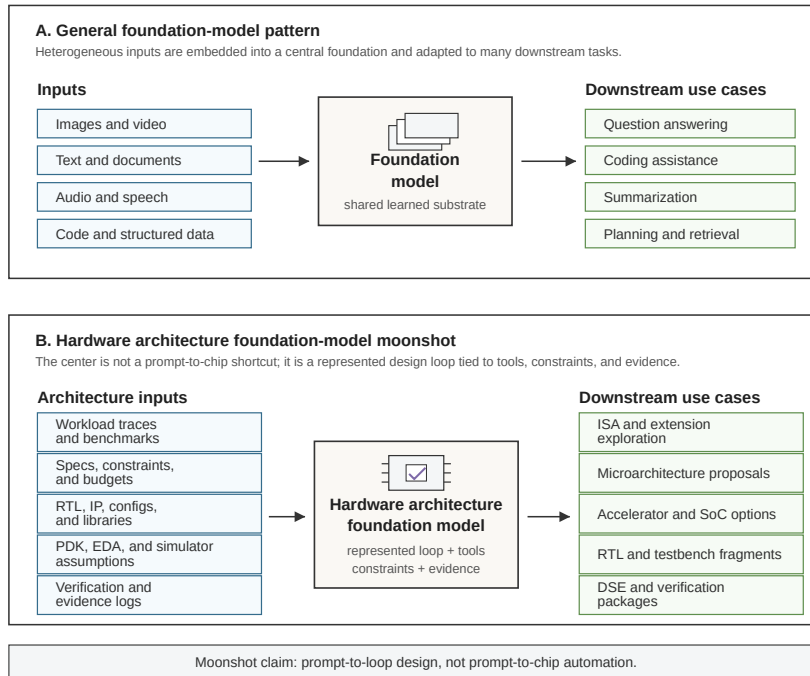 A. General foundation-model pattern
Heterogeneous inputs are embedded into a central foundation and adapted to many downstream tasks.
Inputs
Images and video
Text and documents
Audio and speech
Code and structured data
Foundation
model
shared learned substrate
Downstream use cases
Question answering
Coding assistance
Summarization
Planning and retrieval
B. Hardware architecture foundation-model moonshot
The center is not a prompt-to-chip shortcut; it is a represented design loop tied to tools, constraints, and evidence.
Architecture inputs
Workload traces
and benchmarks
Specs, constraints,
and budgets
RTL, IP, configs,
and libraries
PDK, EDA, and simulator
assumptions
Verification and
evidence logs
Hardware architecture
foundation model
represented loop + tools
constraints + evidence
Downstream use cases
ISA and extension
exploration
Microarchitecture proposals
Accelerator and SoC options
RTL and testbench fragments
DSE and verification
packages
Moonshot claim: prompt-to-loop design, not prompt-to-chip automation.